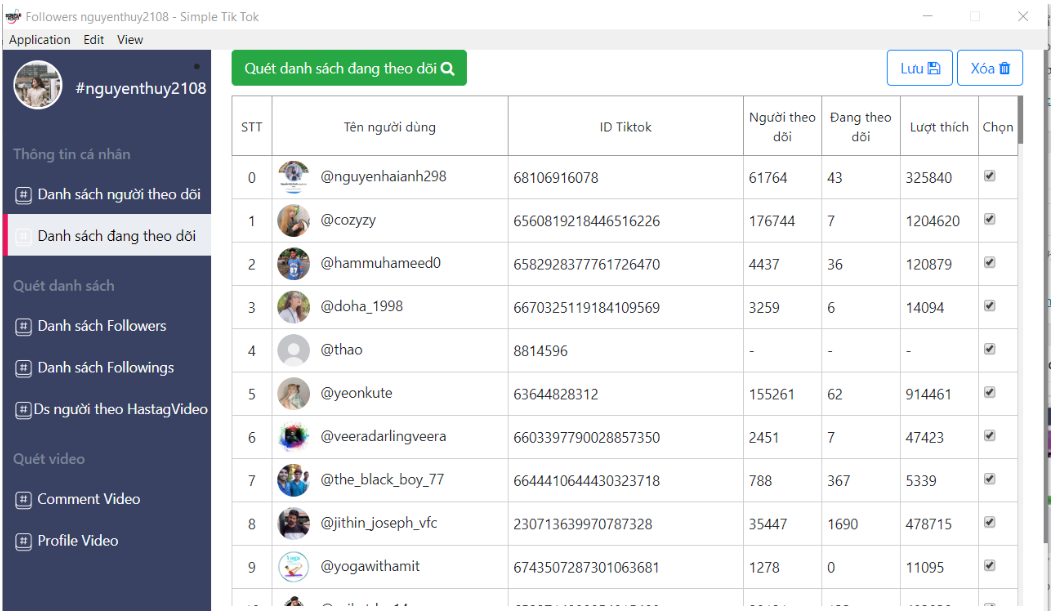 Followers nguyenthuy2108 - Simple Tik Tok
Application Edit View
#nguyenthuy2108
Thông tin cá nhân
Danh sách người theo dõi
Danh sách đang theo dõi
Quét danh sách
Danh sách Followers
Danh sách Followings
Ds người theo HastagVideo
Quét video
Comment Video
Profile Video
Quét danh sách đang theo dõi
Lưu
Xóa
STT Tên người dùng ID Tiktok Người theo dõi Đang theo dõi Lượt thích Chọn
0 @nguyenhaianh298 68106916078 61764 43 325840
1 @cozyzy 6560819218446516226 176744 7 1204620
2 @hammuhameed0 6582928377761726470 4437 36 120879
3 @doha_1998 6670325119184109569 3259 6 14094
4 @thao 8814596 - - -
5 @yeonkute 63644828312 155261 62 914461
6 @veeradarlingveera 6603397790028857350 2451 7 47423
7 @the_black_boy_77 6644410644430323718 788 367 5339
8 @jithin_joseph_vfc 230713639970787328 35447 1690 478715
9 @yogawithamit 6743507287301063681 1278 0 11095